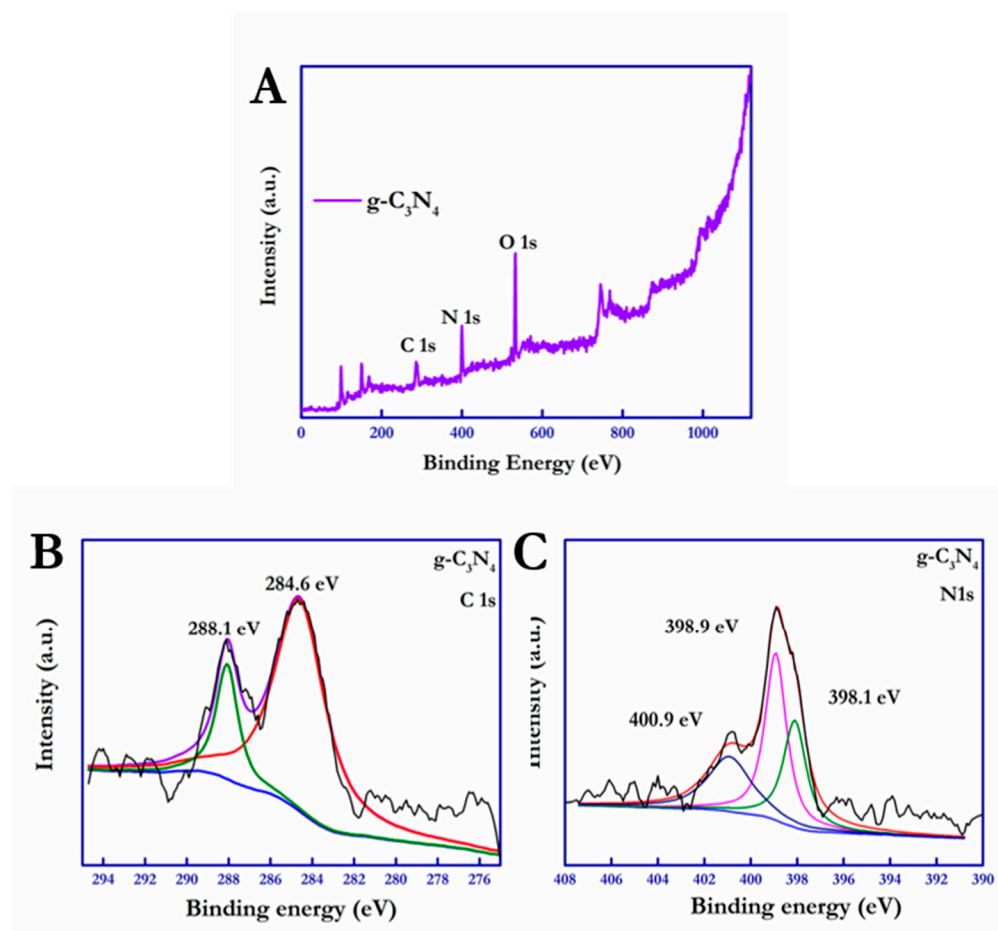 A
Intensity (a.u.)
g-C₃N₄
O 1s
N 1s
C 1s
0 200 400 600 800 1000
Binding Energy (eV)
B
Intensity (a.u.)
g-C₃N₄
C 1s
284.6 eV
288.1 eV
294 292 290 288 286 284 282 280 278 276
Binding energy (eV)
C
Intensity (a.u.)
g-C₃N₄
N1s
398.9 eV
398.1 eV
400.9 eV
408 406 404 402 400 398 396 394 392 390
Binding energy (eV)